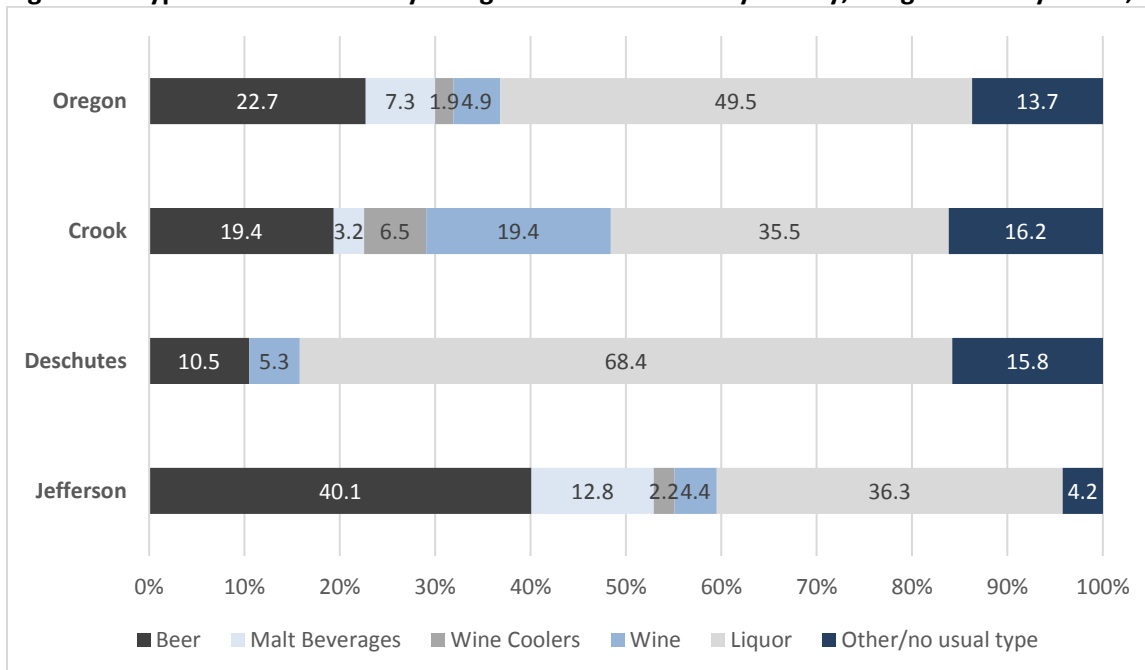 Oregon 22.7 7.3 1.9 4.9 49.5 13.7
Crook 19.4 3.2 6.5 19.4 35.5 16.2
Deschutes 10.5 5.3 68.4 15.8
Jefferson 40.1 12.8 2.2 4.4 36.3 4.2
0% 10% 20% 30% 40% 50% 60% 70% 80% 90% 100%
Beer Malt Beverages Wine Coolers Wine Liquor Other/no usual type